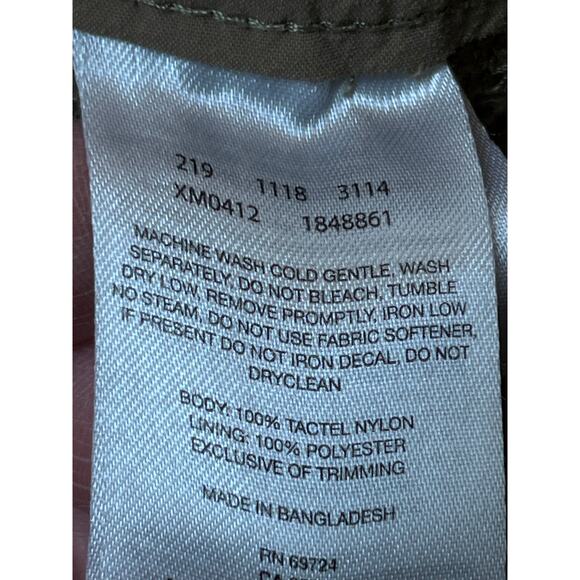 219 1118 3114
XM0412 1848861
MACHINE WASH COLD GENTLE, WASH
SEPARATELY, DO NOT BLEACH, TUMBLE
DRY LOW, REMOVE PROMPTLY, IRON LOW
NO STEAM, DO NOT USE FABRIC SOFTENER,
IF PRESENT DO NOT IRON DECAL, DO NOT
DRYCLEAN
BODY: 100% TACTEL NYLON
LINING: 100% POLYESTER
EXCLUSIVE OF TRIMMING
MADE IN BANGLADESH
RN 69724
CA